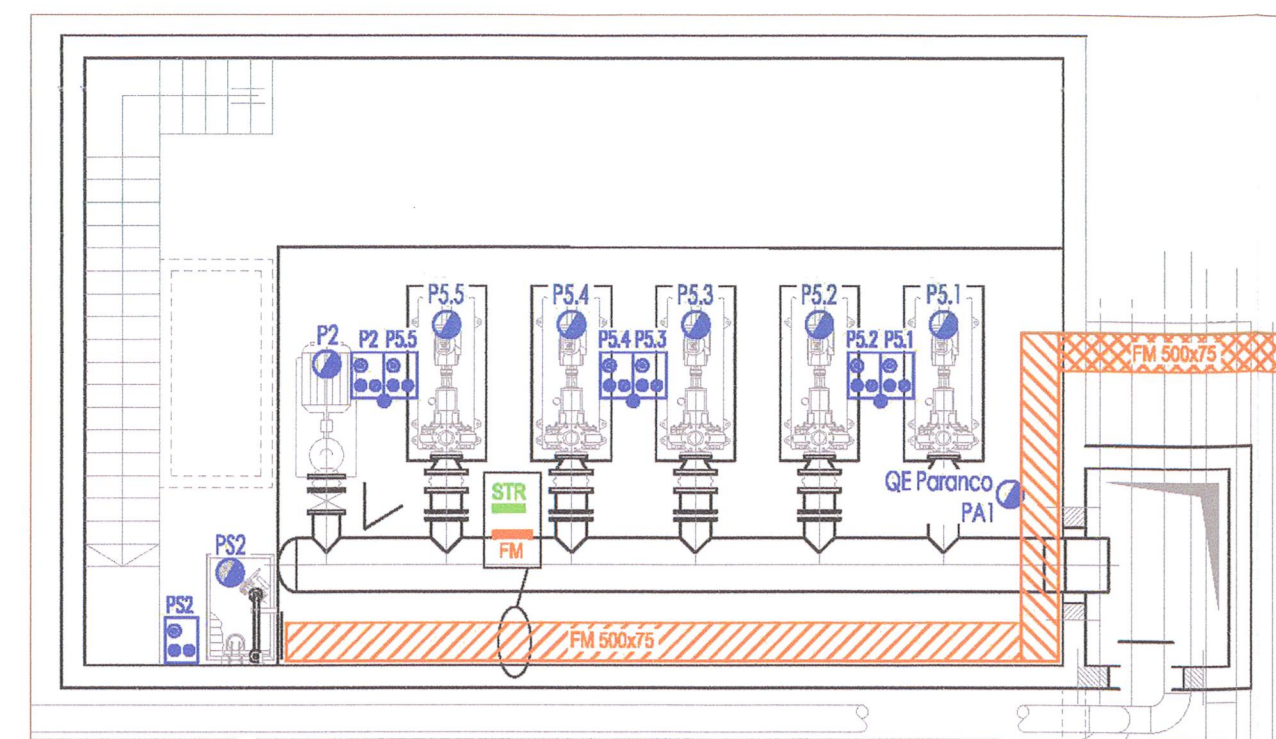 P5.5
P5.4
P5.3
P5.2
P5.1
P2
P2 P5.5
P5.4 P5.3
P5.2 P5.1
FM 500x75
STR
FM
QE Paranco
PA1
PS2
PS2
FM 500x75